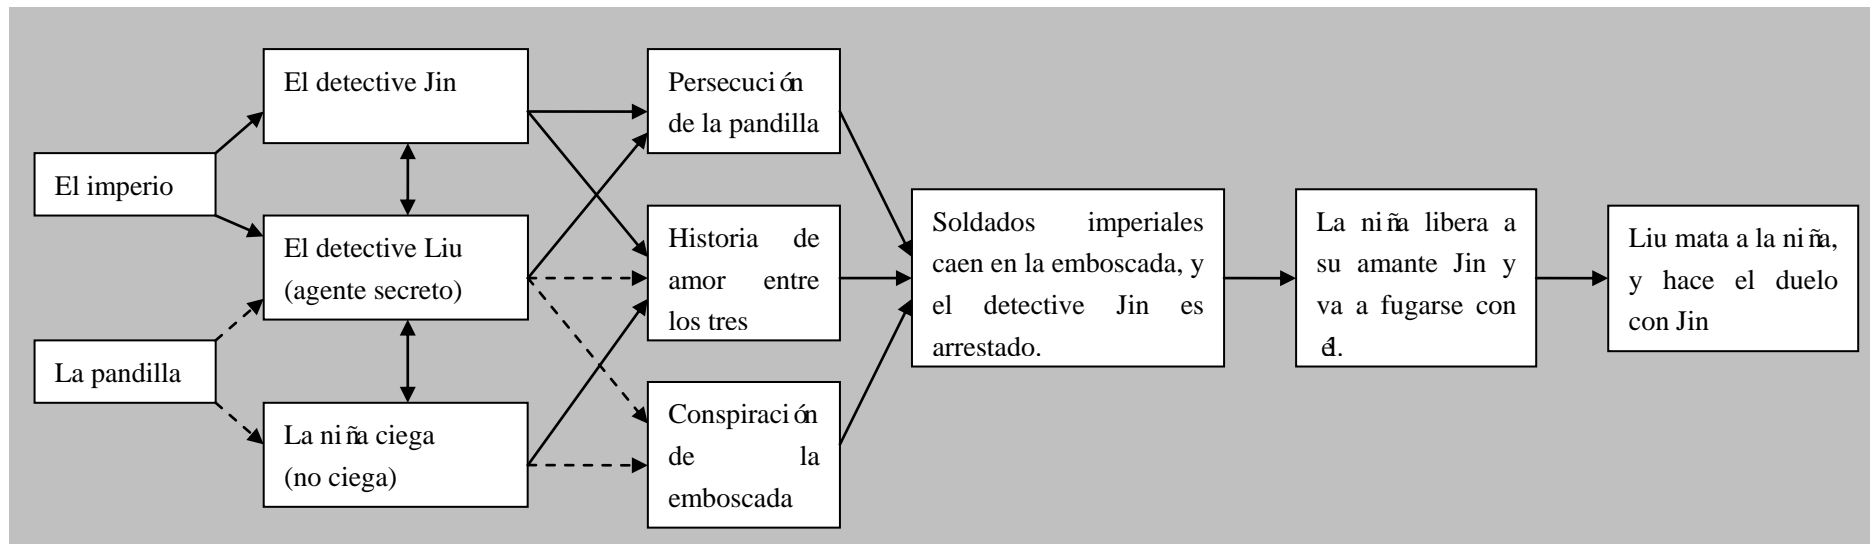 El detective Jin
El imperio
El detective Liu
(agente secreto)
La pandilla
La niña ciega
(no ciega)
Persecución
de la pandilla
Historia de
amor entre
los tres
Conspiración
de la
emboscada
Soldados imperiales
caen en la emboscada, y
el detective Jin es
arrestado.
La niña libera a
su amante Jin y
va a fugarse con
él.
Liu mata a la niña,
y hace el duelo
con Jin